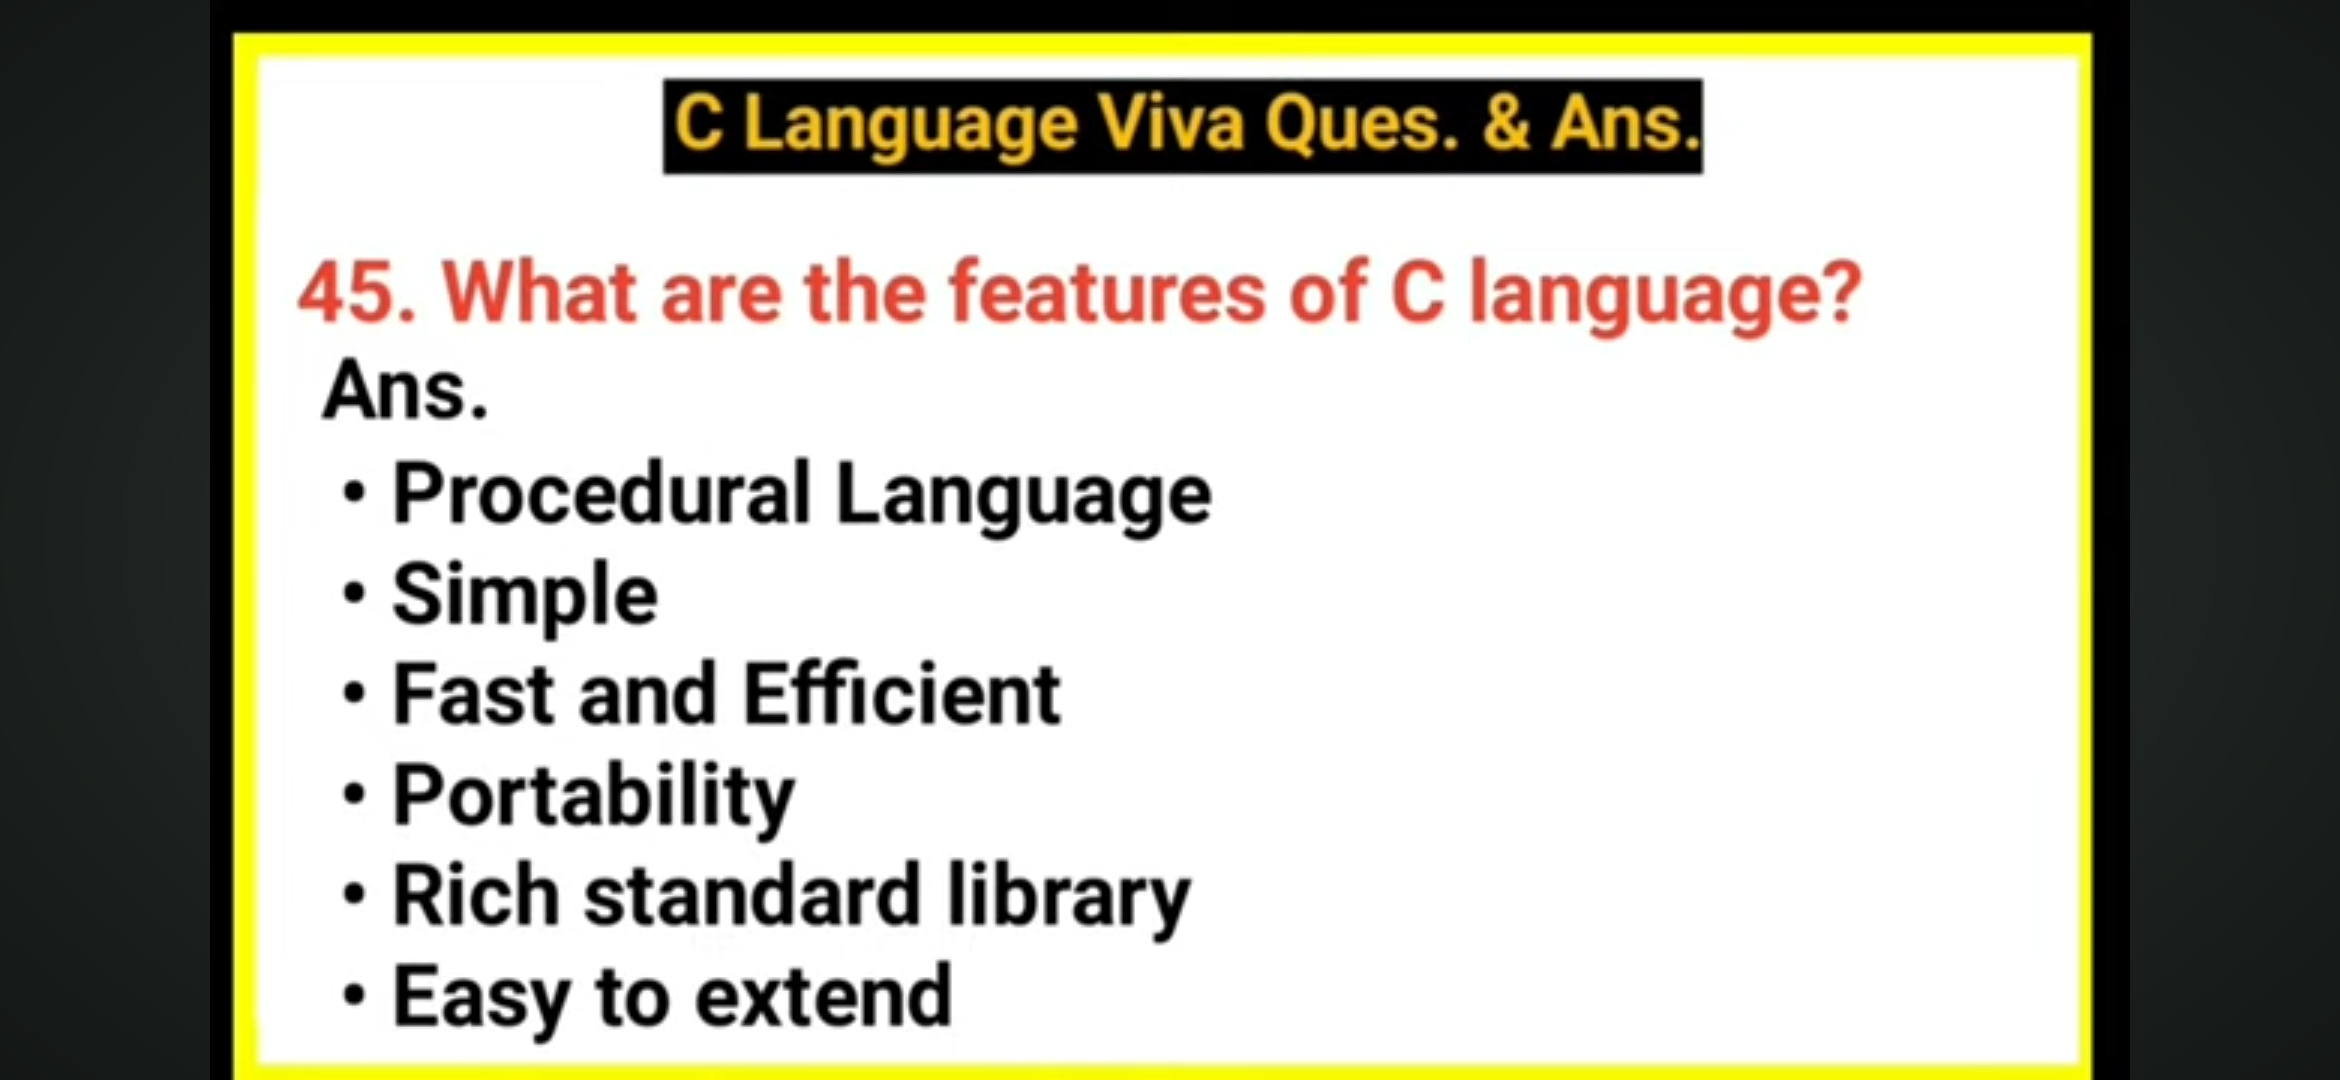 C Language Viva Ques. & Ans.
45. What are the features of C language?
Ans.
• Procedural Language
• Simple
• Fast and Efficient
• Portability
• Rich standard library
• Easy to extend